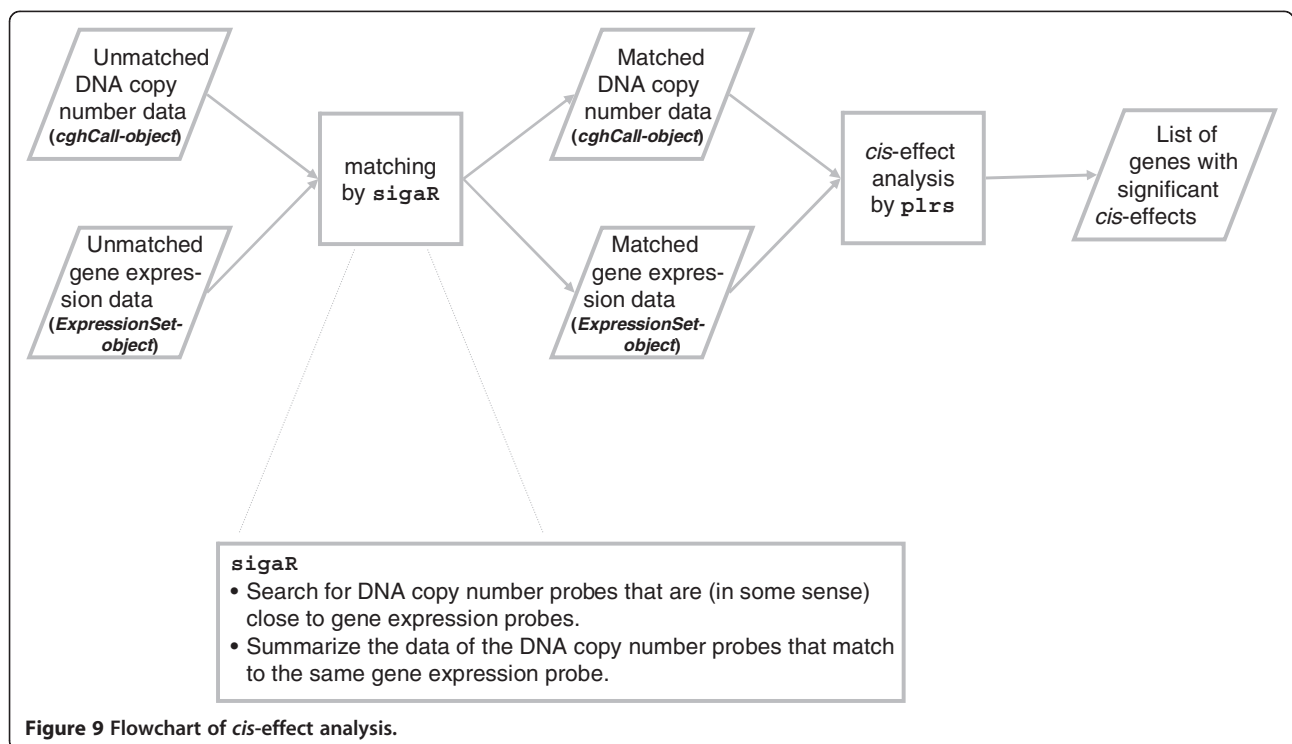 Unmatched
DNA copy
number data
(cghCall-object)
Unmatched
gene expres-
sion data
(ExpressionSet-
object)
matching
by sigaR
Matched
DNA copy
number data
(cghCall-object)
Matched
gene expres-
sion data
(ExpressionSet-
object)
cis-effect
analysis
by plrs
List of
genes with
significant
cis-effects
sigaR
• Search for DNA copy number probes that are (in some sense)
close to gene expression probes.
• Summarize the data of the DNA copy number probes that match
to the same gene expression probe.
Figure 9 Flowchart of cis-effect analysis.